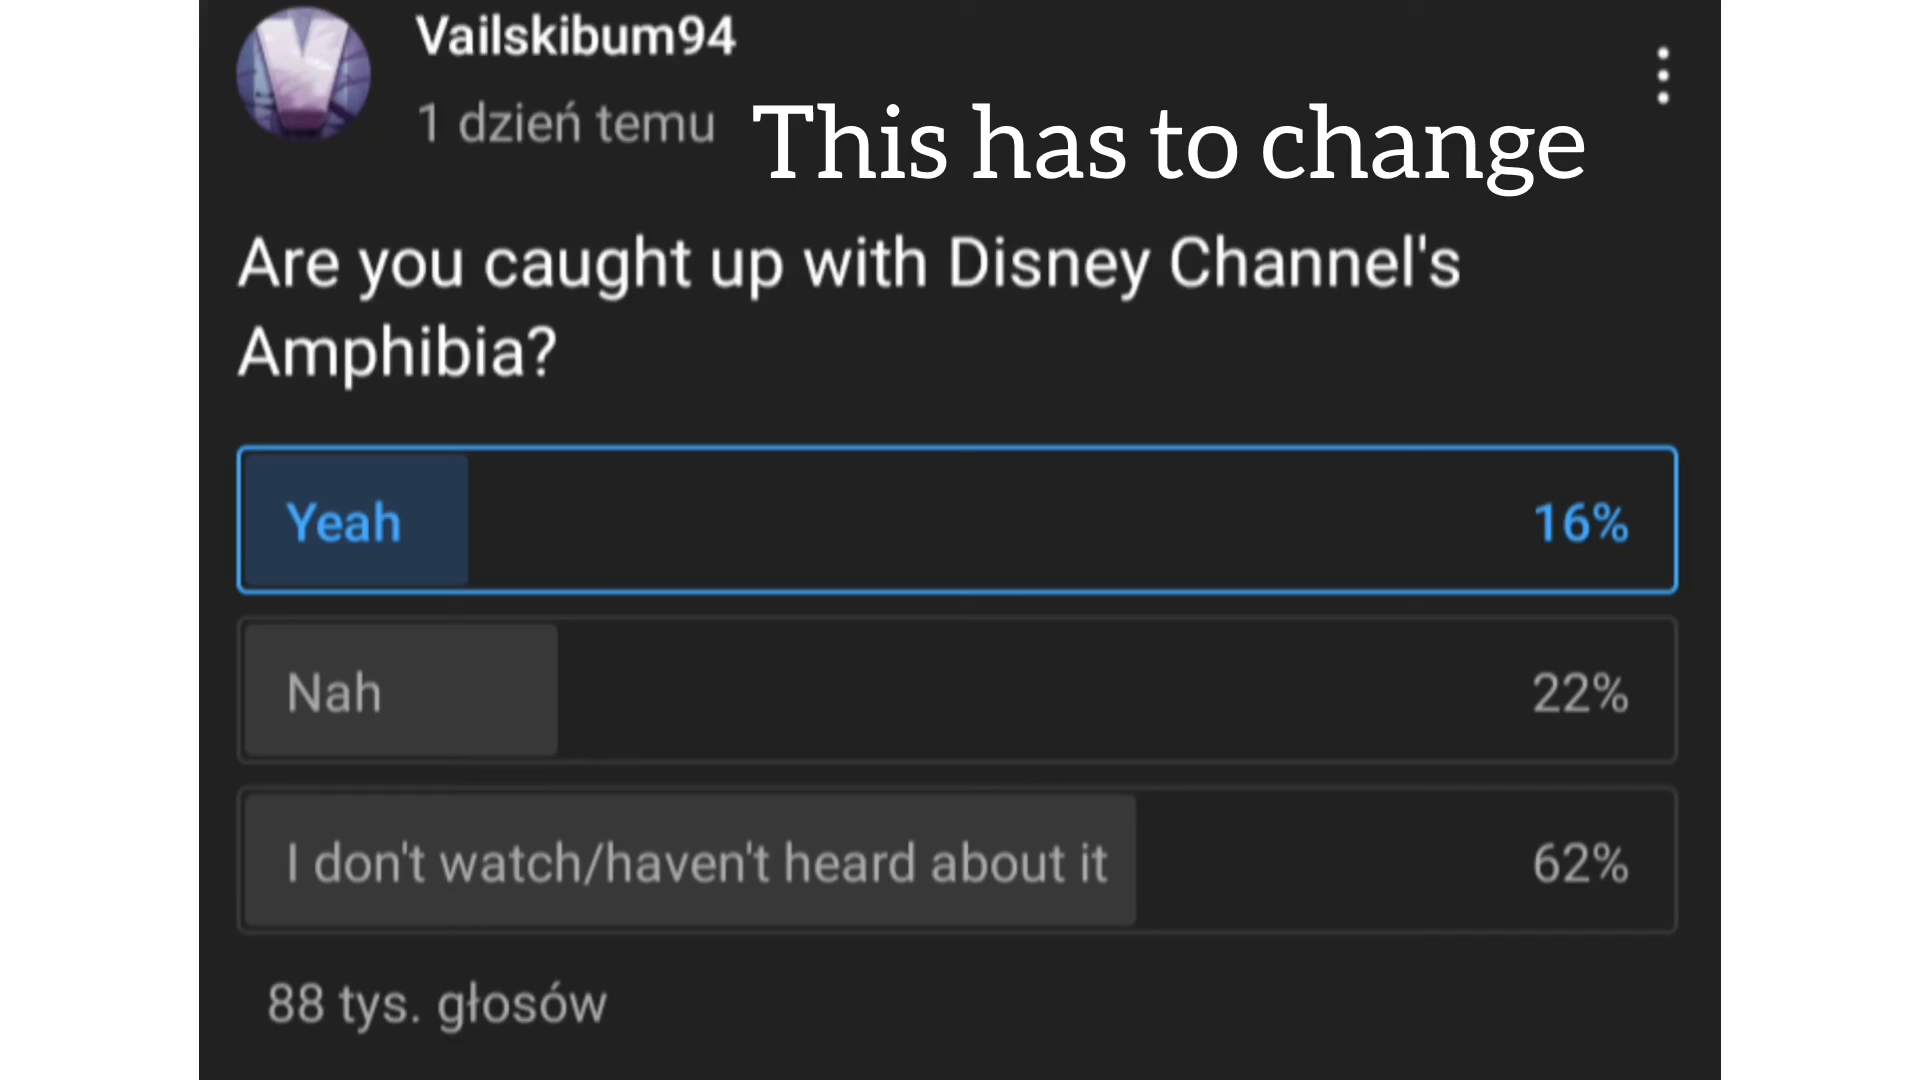 Vailskibum94
1 dzień temu
This has to change
Are you caught up with Disney Channel's
Amphibia?
Yeah 16%
Nah 22%
I don't watch/haven't heard about it 62%
88 tys. głosów